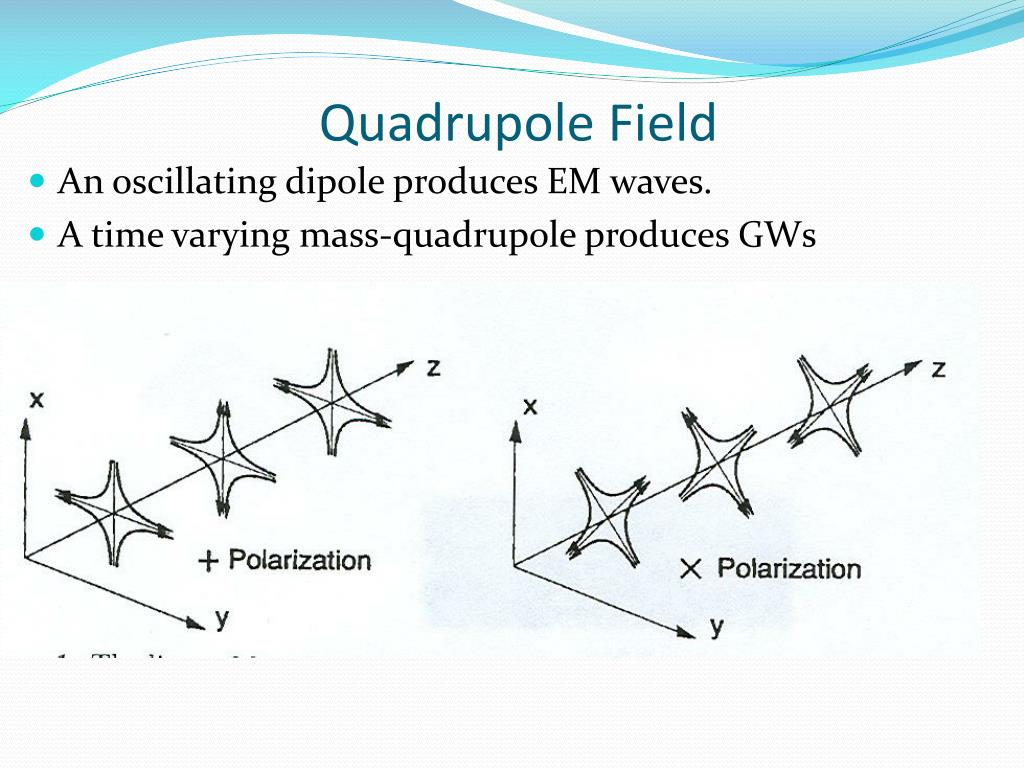 Quadrupole Field
An oscillating dipole produces EM waves.
A time varying mass-quadrupole produces GWs
x
z
+ Polarization
y
x
z
× Polarization
y